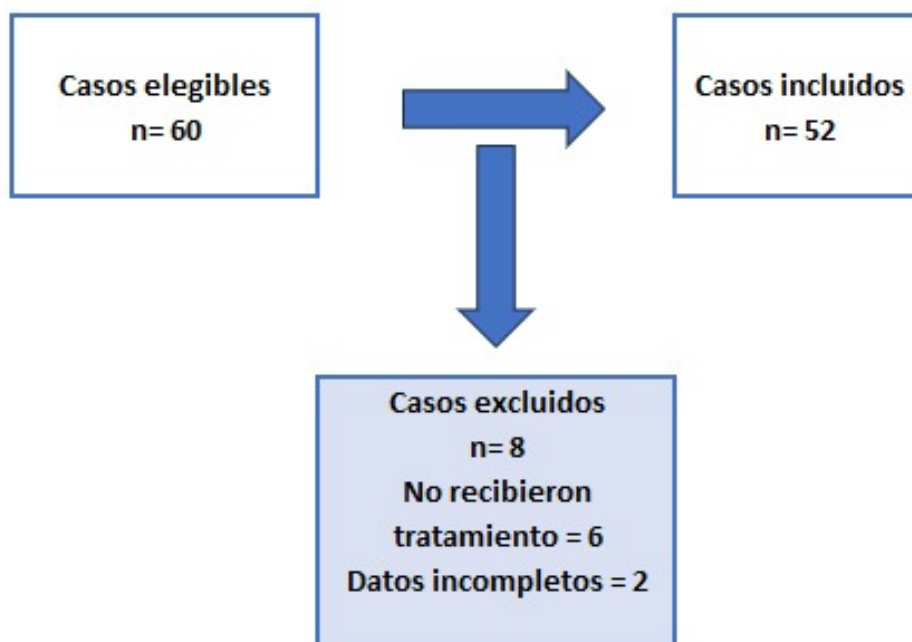 Casos elegibles
n= 60
Casos incluidos
n= 52
Casos excluidos
n= 8
No recibieron
tratamiento = 6
Datos incompletos = 2